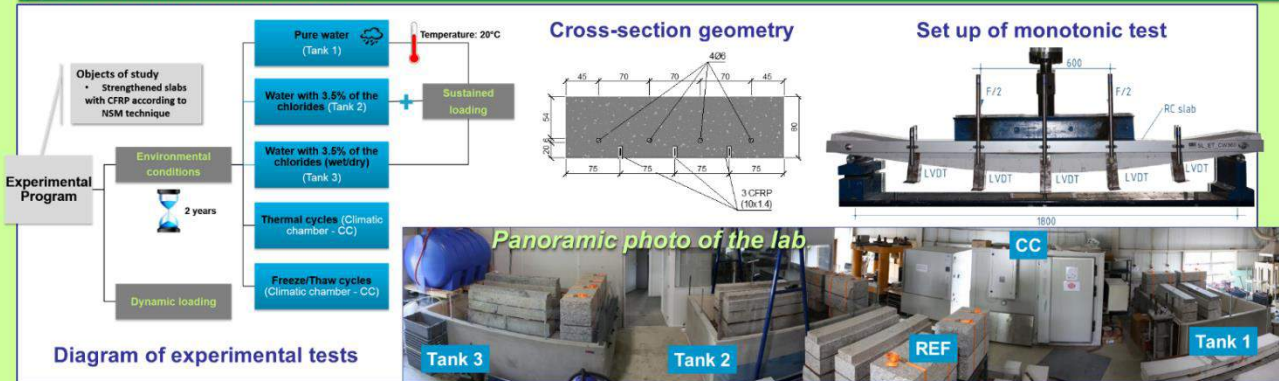 Objects of study
• Strengthened slabs
with CFRP according to
NSM technique
Experimental
Program
Environmental
conditions
2 years
Dynamic loading
Pure water
(Tank 1)
Water with 3.5% of the
chlorides (Tank 2)
Water with 3.5% of the
chlorides (wet/dry)
(Tank 3)
Thermal cycles (Climatic
chamber - CC)
Freeze/Thaw cycles
(Climatic chamber - CC)
Temperature: 20°C
+
Sustained
loading
Diagram of experimental tests
Cross-section geometry
4Ø6
45 70 70 70 45
54
6
20
80
75 75 75 75
3 CFRP
(10x1.4)
Set up of monotonic test
600
F/2 F/2
RC slab
LVDT LVDT LVDT LVDT LVDT
1800
Panoramic photo of the lab
CC
Tank 3
Tank 2
REF
Tank 1